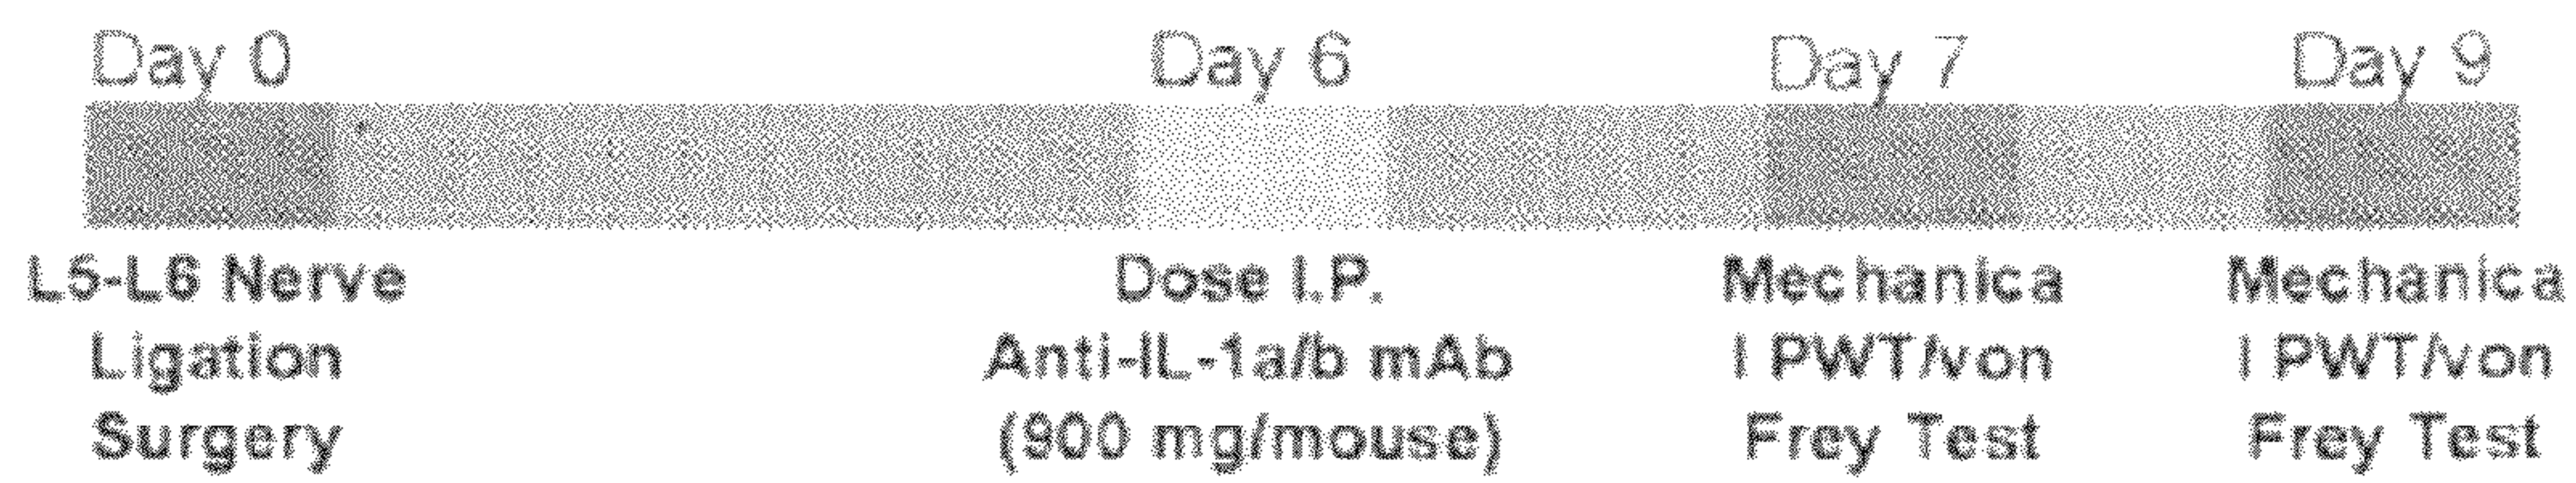 Day 0
Day 6
Day 7
Day 9
L5-L6 Nerve
Ligation
Surgery
Dose I.P.
Anti-IL-1a/b mAb
(900 mg/mouse)
Mechanica
l PWT/von
Frey Test
Mechanica
l PWT/von
Frey Test